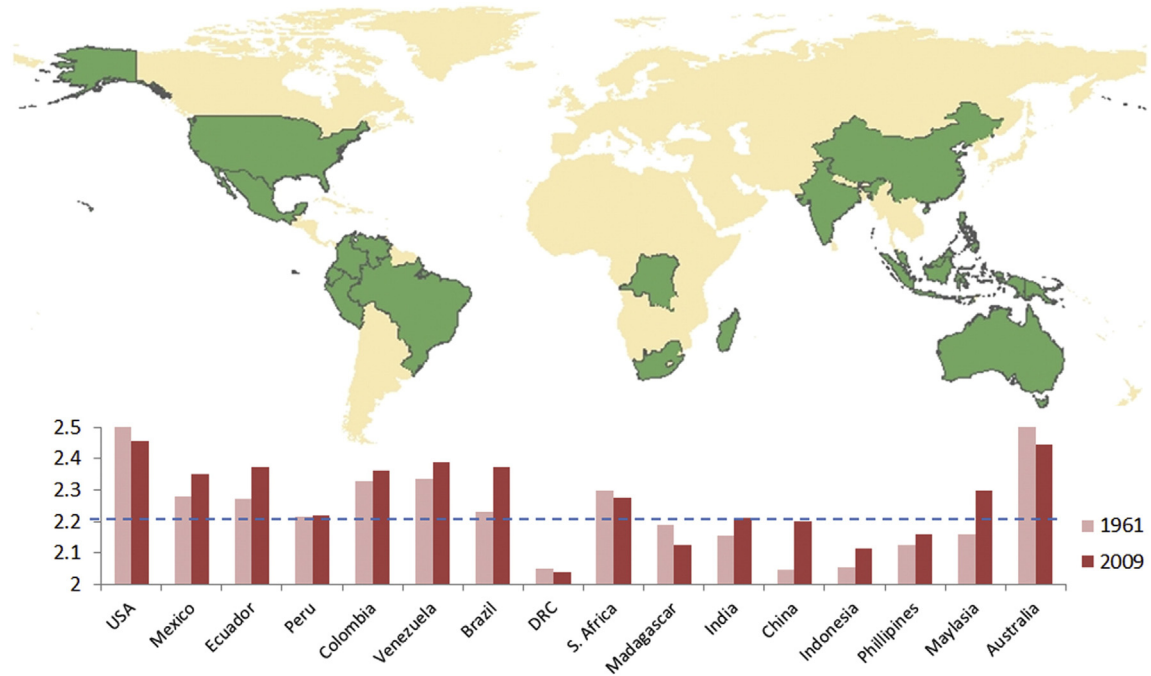 2.5
2.4
2.3
2.2
2.1
2
1961
2009
USA
Mexico
Ecuador
Peru
Colombia
Venezuela
Brazil
DRC
S. Africa
Madagascar
India
China
Indonesia
Phillipines
Maylasia
Australia